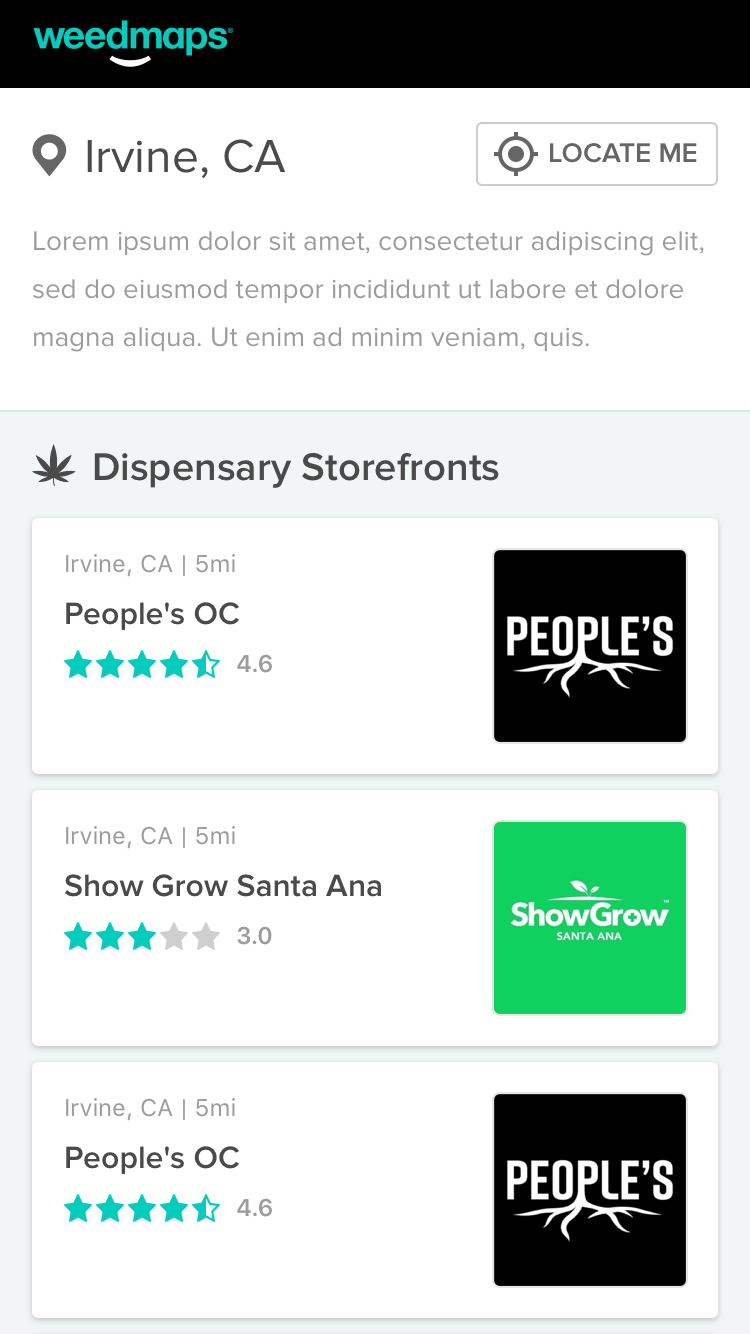 weedmaps®
Irvine, CA
LOCATE ME
Lorem ipsum dolor sit amet, consectetur adipiscing elit,
sed do eiusmod tempor incididunt ut labore et dolore
magna aliqua. Ut enim ad minim veniam, quis.
Dispensary Storefronts
Irvine, CA | 5mi
People's OC
4.6
PEOPLE'S
Irvine, CA | 5mi
Show Grow Santa Ana
3.0
ShowGrow™
SANTA ANA
Irvine, CA | 5mi
People's OC
4.6
PEOPLE'S